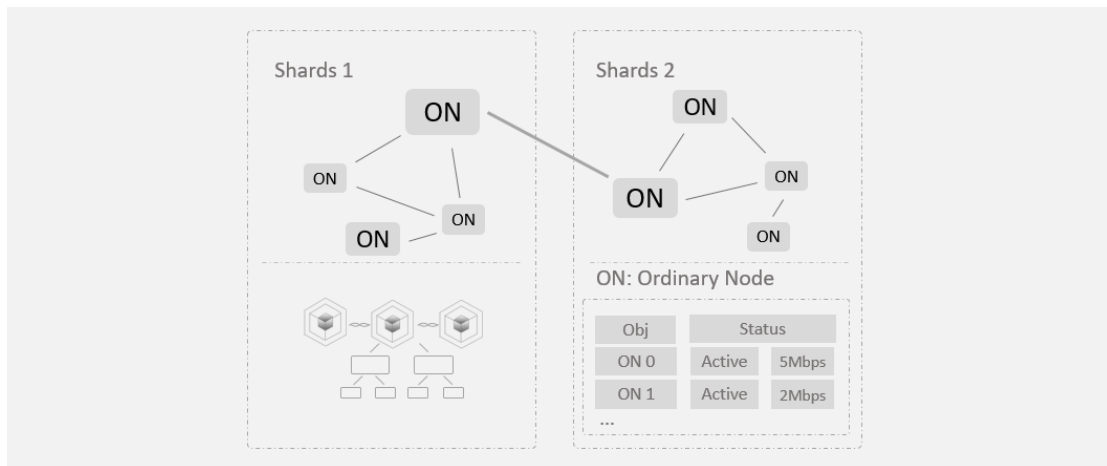 Shards 1
ON
ON
ON
ON
Shards 2
ON
ON
ON
ON
ON: Ordinary Node
Obj Status
ON 0 Active 5Mbps
ON 1 Active 2Mbps
...